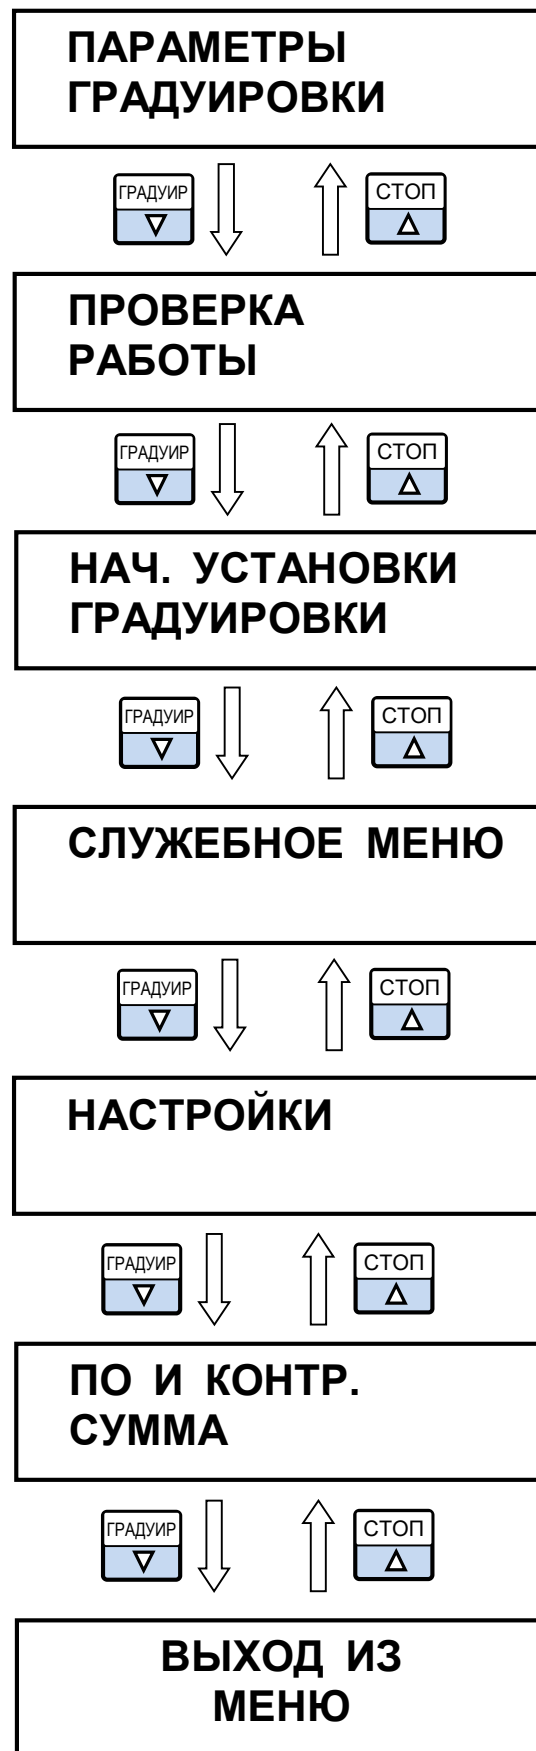 ПАРАМЕТРЫ
ГРАДУИРОВКИ
ГРАДУИР СТОП
ПРОВЕРКА
РАБОТЫ
ГРАДУИР СТОП
НАЧ. УСТАНОВКИ
ГРАДУИРОВКИ
ГРАДУИР СТОП
СЛУЖЕБНОЕ МЕНЮ
ГРАДУИР СТОП
НАСТРОЙКИ
ГРАДУИР СТОП
ПО И КОНТР.
СУММА
ГРАДУИР СТОП
ВЫХОД ИЗ
МЕНЮ